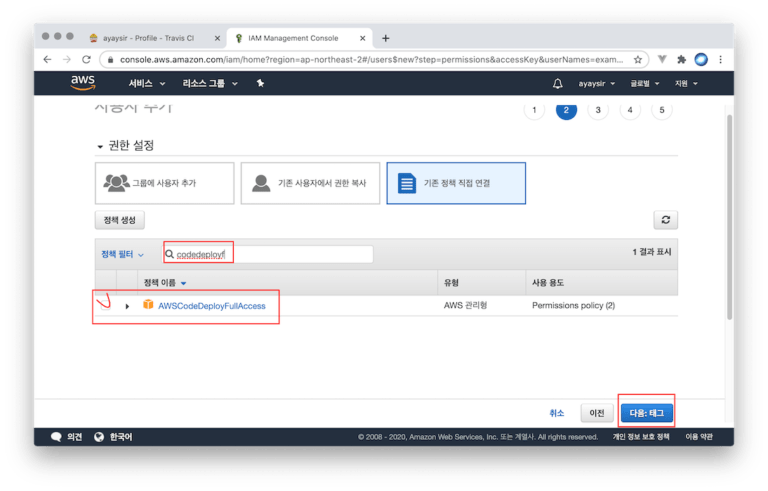 ayaysir - Profile - Travis CI
IAM Management Console
console.aws.amazon.com/iam/home?region=ap-northeast-2#/users$new?step=permissions&accessKey&userNames=exam...
aws 서비스 리소스 그룹 ayaysir 글로벌 지원
사용자 추가 1 2 3 4 5
권한 설정
그룹에 사용자 추가 기존 사용자에서 권한 복사 기존 정책 직접 연결
정책 생성
정책 필터 codedeployf 1 결과 표시
정책 이름 유형 사용 용도
AWSCodeDeployFullAccess AWS 관리형 Permissions policy (2)
취소 이전 다음: 태그
의견 한국어 © 2008 - 2020, Amazon Web Services, Inc. 또는 계열사. All rights reserved. 개인 정보 보호 정책 이용 약관